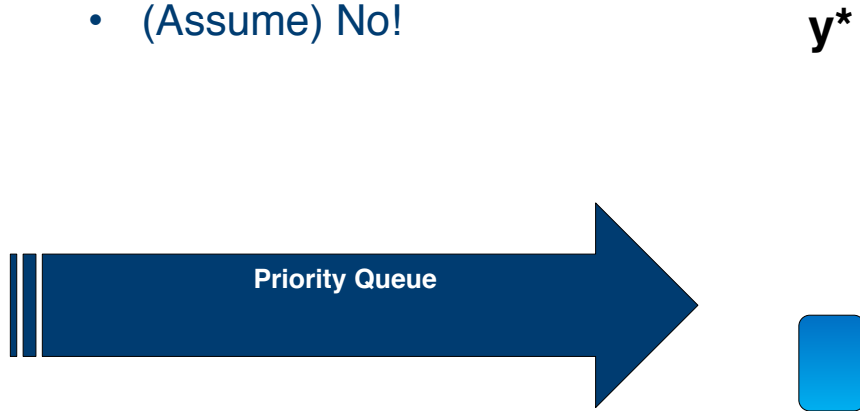 • (Assume) No!
y*
Priority Queue